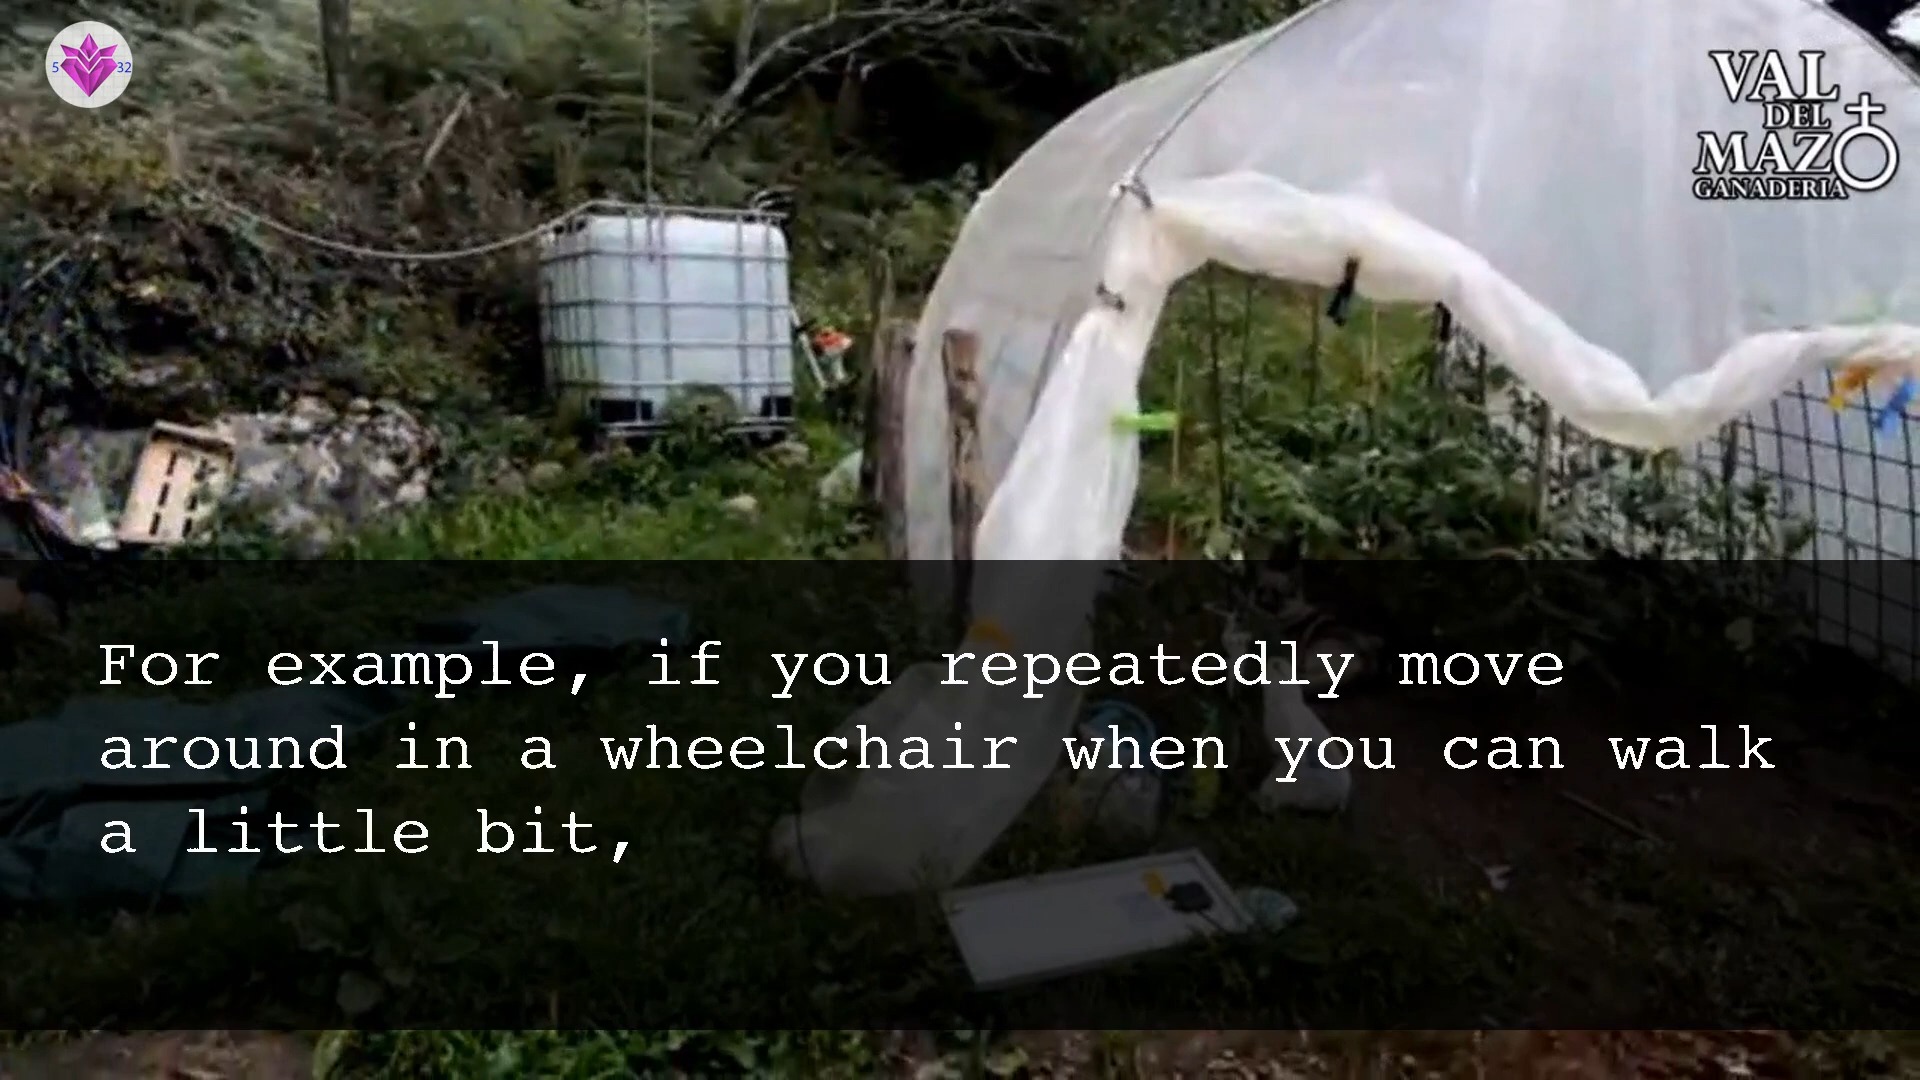 5 32
VAL
DEL
MAZO
GANADERIA
For example, if you repeatedly move
around in a wheelchair when you can walk
a little bit,